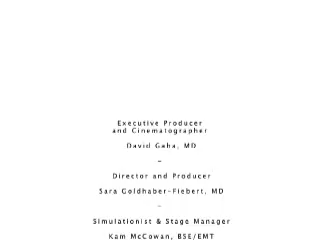 Executive Producer
and Cinematographer
David Gaba, MD
–
Director and Producer
Sara Goldhaber-Fiebert, MD
–
Simulationist & Stage Manager
Kam McCowan, BSE/EMT